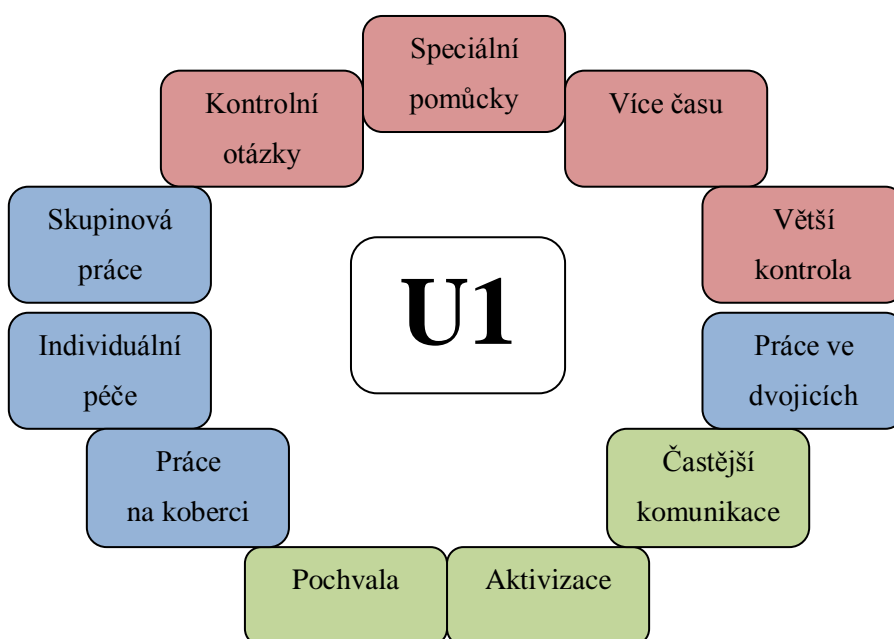 Speciální
pomůcky
Kontrolní
otázky
Více času
Skupinová
práce
Větší
kontrola
U1
Individuální
péče
Práce ve
dvojicích
Práce
na koberci
Častější
komunikace
Pochvala
Aktivizace